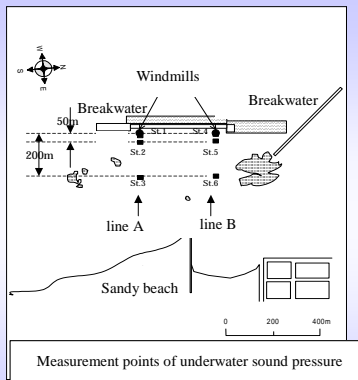 W
S N
E
Windmills
Breakwater
Breakwater
50m
St.1 St.4
St.2 St.5
200m
St.3 St.6
line A line B
Sandy beach
0 200 400m
Measurement points of underwater sound pressure